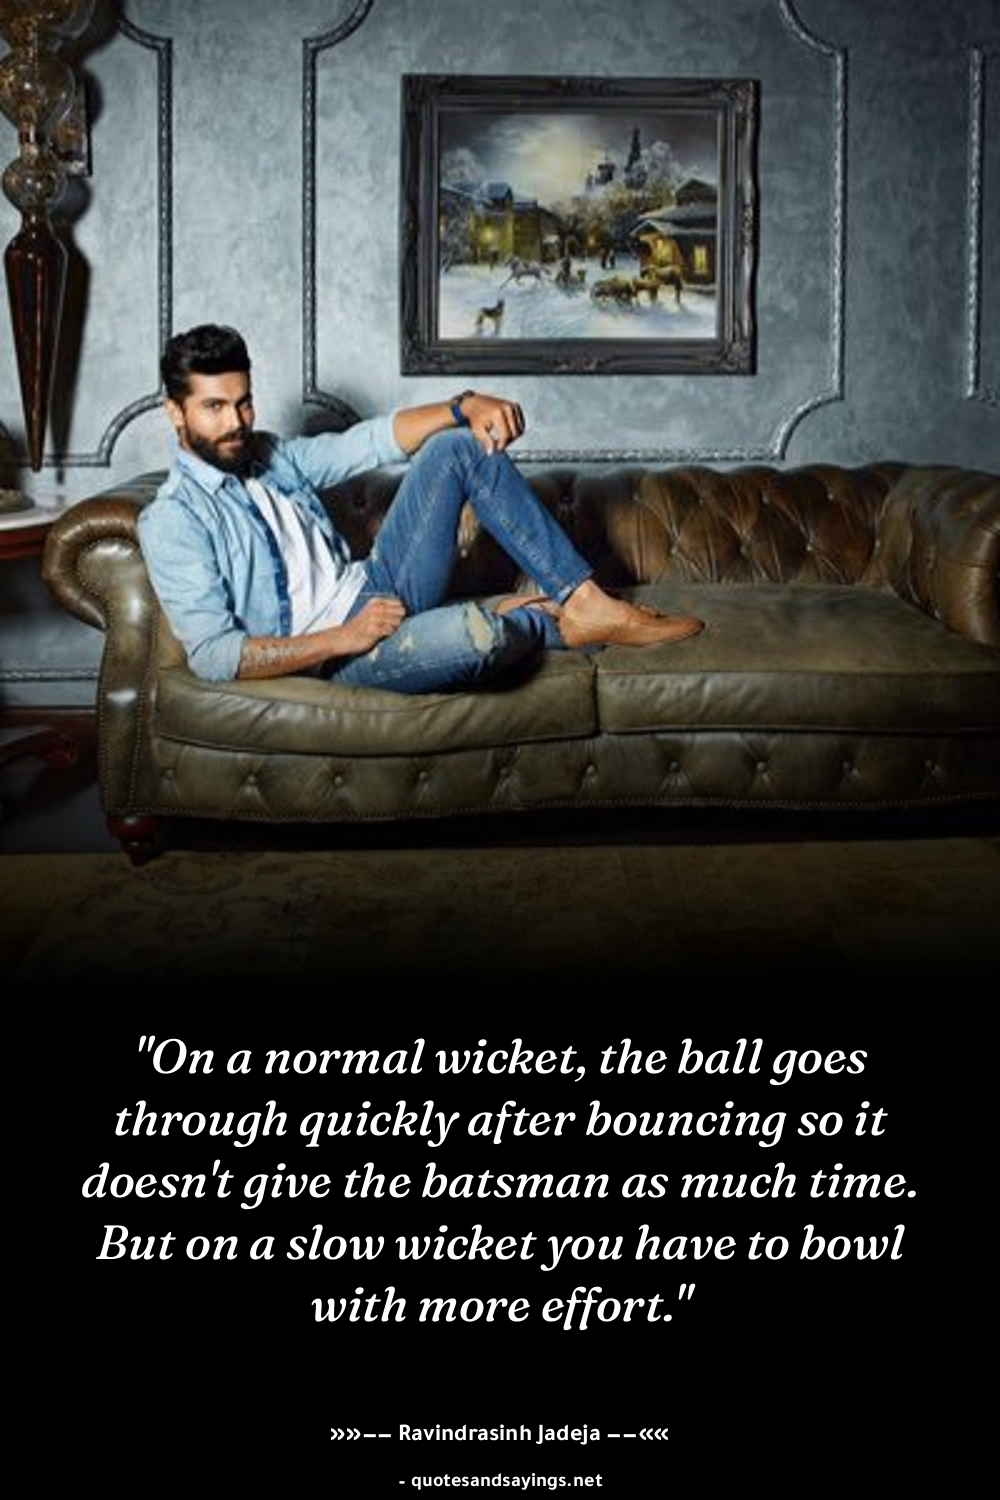 "On a normal wicket, the ball goes
through quickly after bouncing so it
doesn't give the batsman as much time.
But on a slow wicket you have to bowl
with more effort."
»»−− Ravindrasinh Jadeja −−««
- quotesandsayings.net